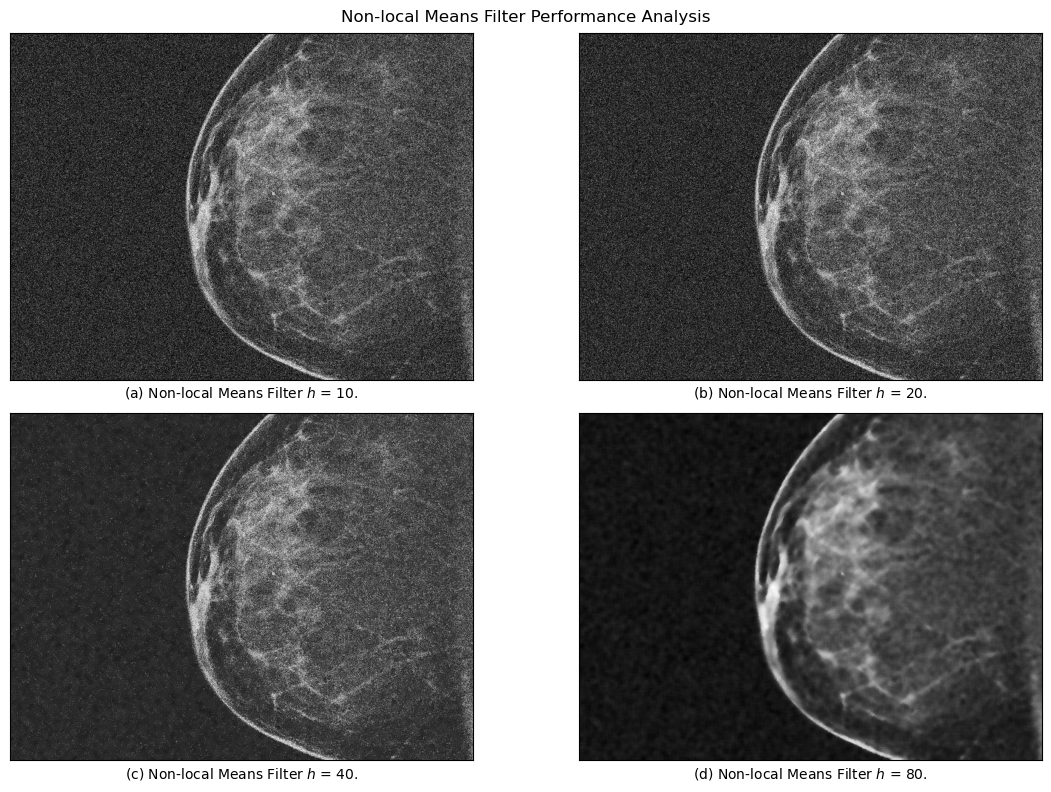 Non-local Means Filter Performance Analysis
(a) Non-local Means Filter h = 10.
(b) Non-local Means Filter h = 20.
(c) Non-local Means Filter h = 40.
(d) Non-local Means Filter h = 80.